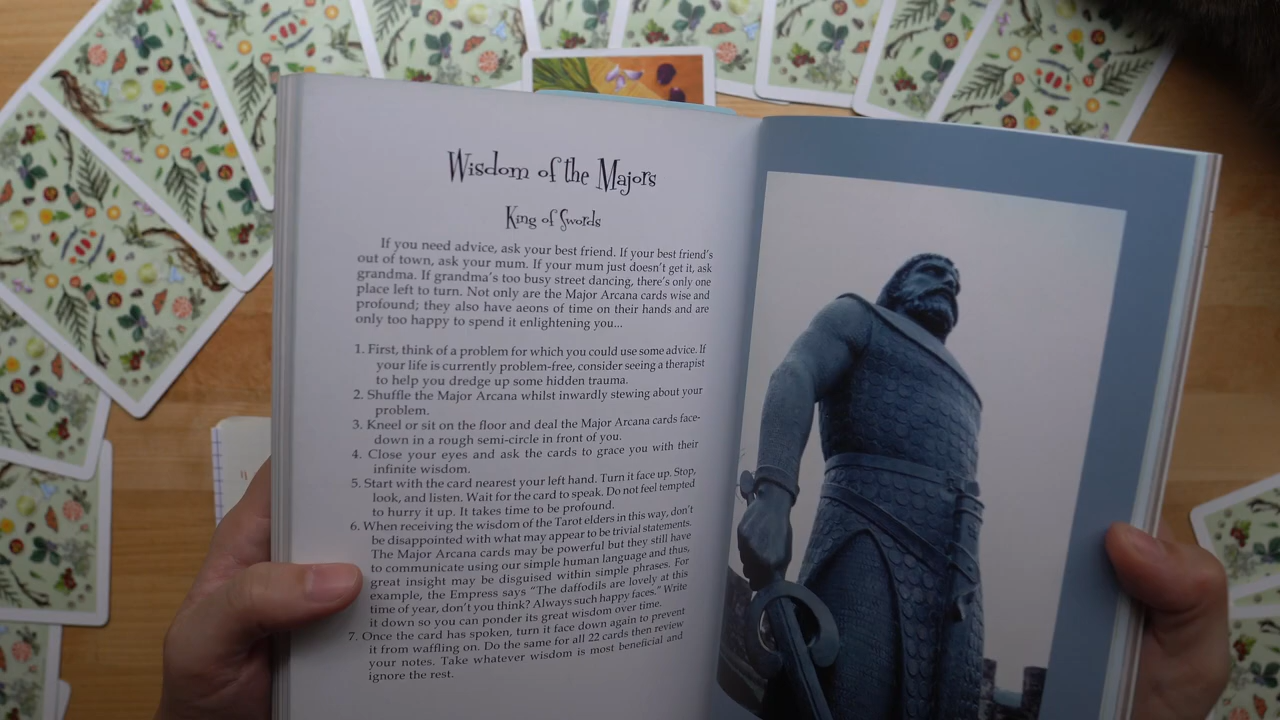 Wisdom of the Majors
King of Swords
If you need advice, ask your best friend. If your best friend's
out of town, ask your mum. If your mum just doesn't get it, ask
grandma. If grandma's too busy street dancing, there's only one
place left to turn. Not only are the Major Arcana cards wise and
profound; they also have aeons of time on their hands and are
only too happy to spend it enlightening you...
1. First, think of a problem for which you could use some advice. If
your life is currently problem-free, consider seeing a therapist
to help you dredge up some hidden trauma.
2. Shuffle the Major Arcana whilst inwardly stewing about your
problem.
3. Kneel or sit on the floor and deal the Major Arcana cards face-
down in a rough semi-circle in front of you.
4. Close your eyes and ask the cards to grace you with their
infinite wisdom.
5. Start with the card nearest your left hand. Turn it face up. Stop,
look, and listen. Wait for the card to speak. Do not feel tempted
to hurry it up. It takes time to be profound.
6. When receiving the wisdom of the Tarot elders in this way, don't
be disappointed with what may appear to be trivial statements.
The Major Arcana cards may be powerful but they still have
to communicate using our simple human language and thus,
great insight may be disguised within simple phrases. For
example, the Empress says "The daffodils are lovely at this
time of year, don't you think? Always such happy faces." Write
it down so you can ponder its great wisdom over time.
7. Once the card has spoken, turn it face down again to prevent
it from waffling on. Do the same for all 22 cards then review
your notes. Take whatever wisdom is most beneficial and
ignore the rest.